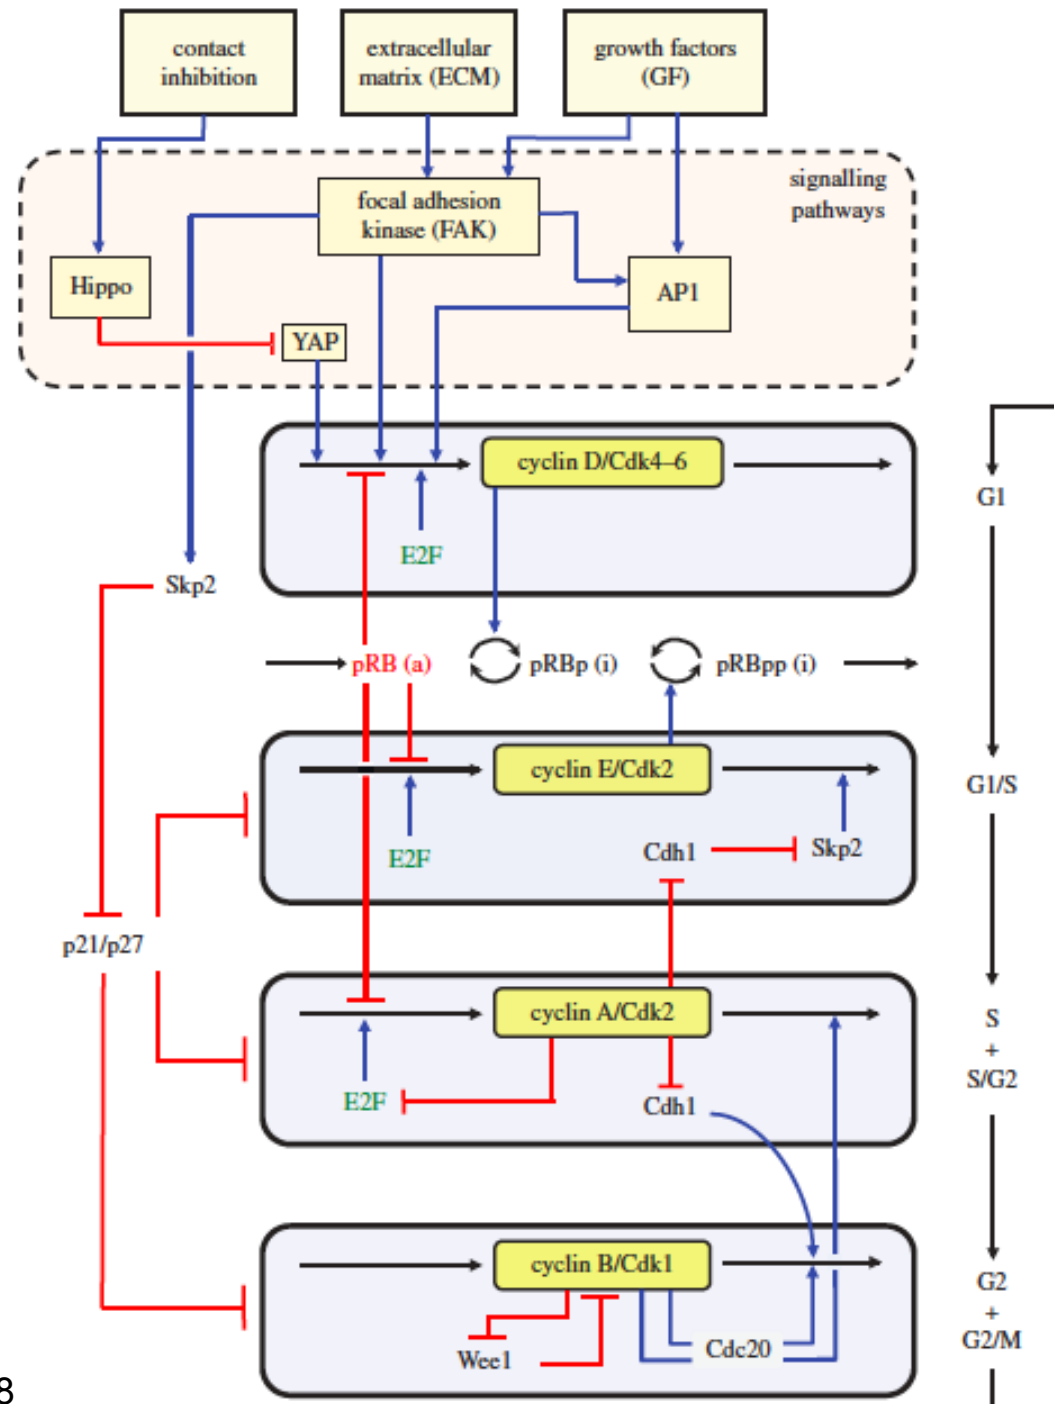 contact
inhibition
extracellular
matrix (ECM)
growth factors
(GF)
signalling
pathways
focal adhesion
kinase (FAK)
Hippo
AP1
YAP
cyclin D/Cdk4–6
G1
E2F
Skp2
pRB (a)
pRBp (i)
pRBpp (i)
cyclin E/Cdk2
G1/S
E2F
Cdh1
Skp2
p21/p27
cyclin A/Cdk2
S
+
S/G2
E2F
Cdh1
cyclin B/Cdk1
G2
+
G2/M
Wee1
Cdc20
8